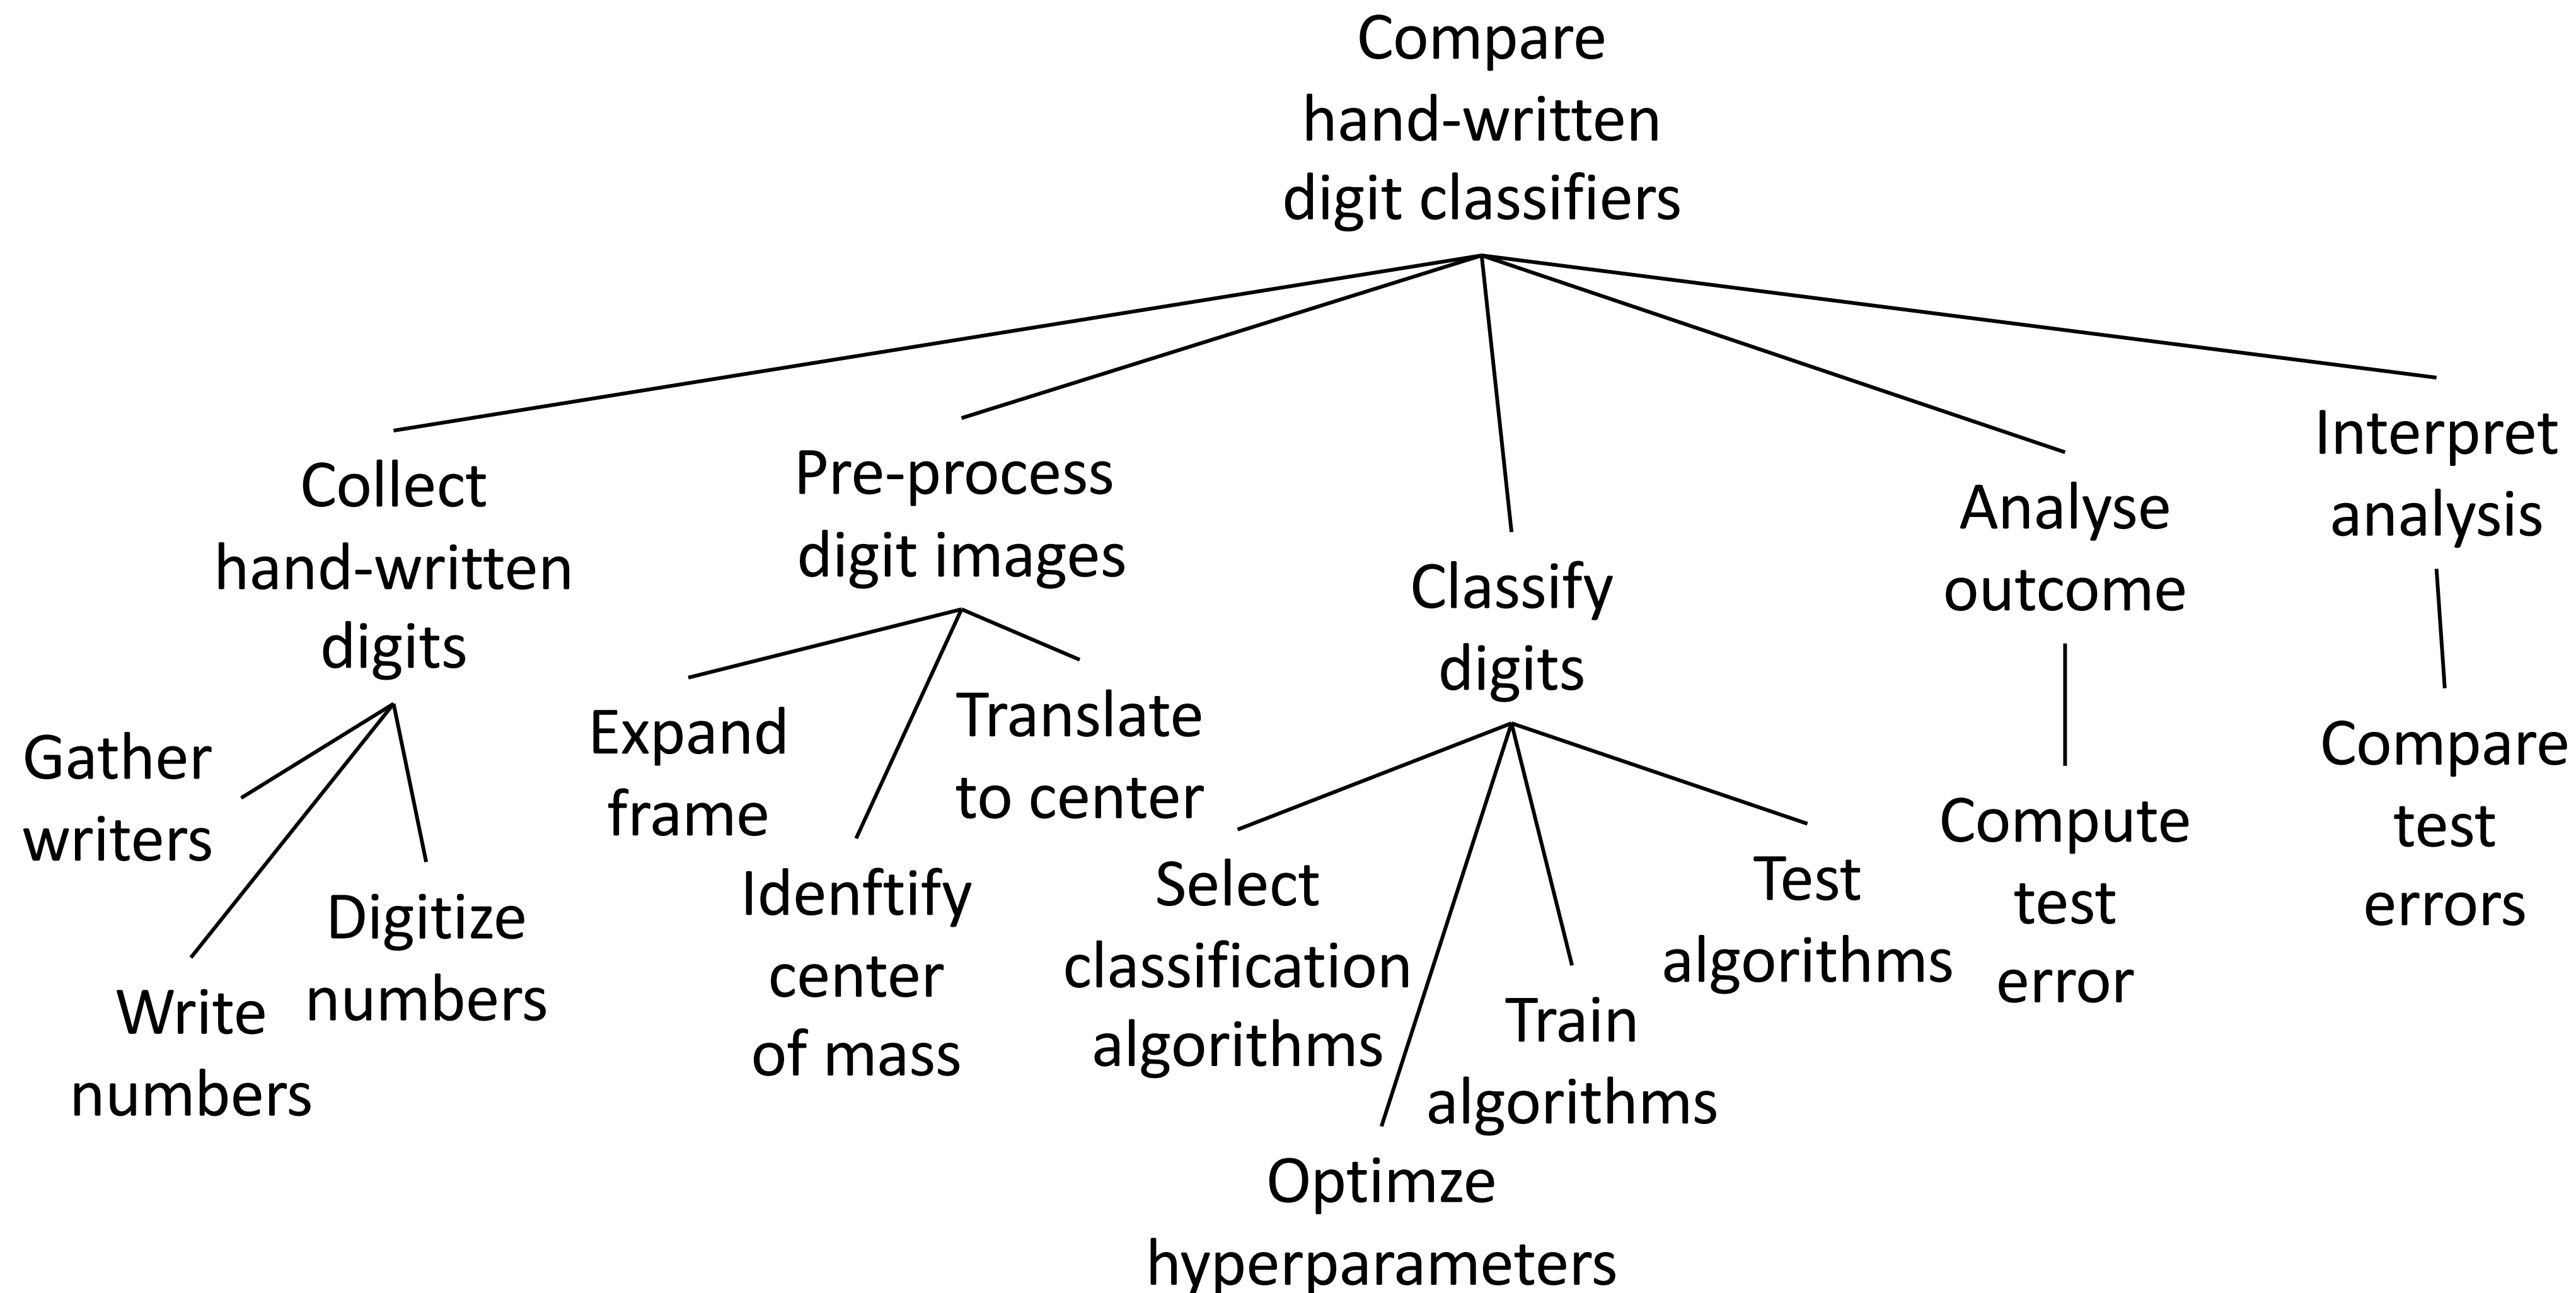 Compare
hand-written
digit classifiers
Collect
hand-written
digits
Pre-process
digit images
Classify
digits
Analyse
outcome
Interpret
analysis
Gather
writers
Write
numbers
Digitize
numbers
Expand
frame
Idenftify
center
of mass
Translate
to center
Select
classification
algorithms
Optimze
hyperparameters
Train
algorithms
Test
algorithms
Compute
test
error
Compare
test
errors